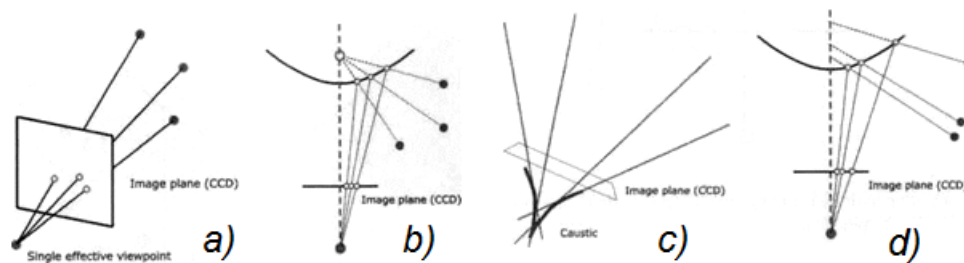 Image plane (CCD)
Single effective viewpoint
a)
Image plane (CCD)
b)
Image plane (CCD)
Caustic
c)
Image plane (CCD)
d)